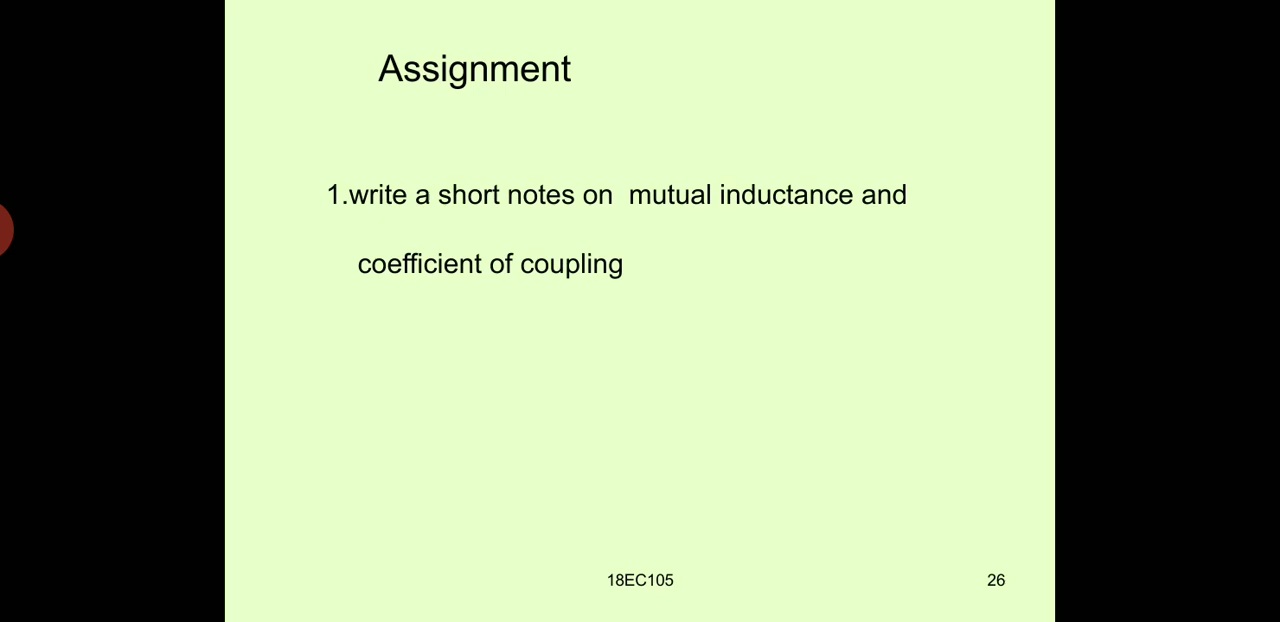 Assignment
1.write a short notes on  mutual inductance and
coefficient of coupling
18EC105
26